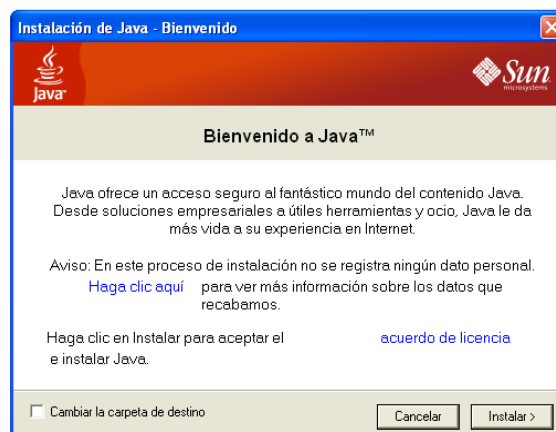 Instalación de Java - Bienvenido
Java™
Sun
microsystems
Bienvenido a Java™
Java ofrece un acceso seguro al fantástico mundo del contenido Java.
Desde soluciones empresariales a útiles herramientas y ocio, Java le da
más vida a su experiencia en Internet.
Aviso: En este proceso de instalación no se registra ningún dato personal.
Haga clic aquí para ver más información sobre los datos que
recabamos.
Haga clic en Instalar para aceptar el acuerdo de licencia
e instalar Java.
Cambiar la carpeta de destino
Cancelar
Instalar >